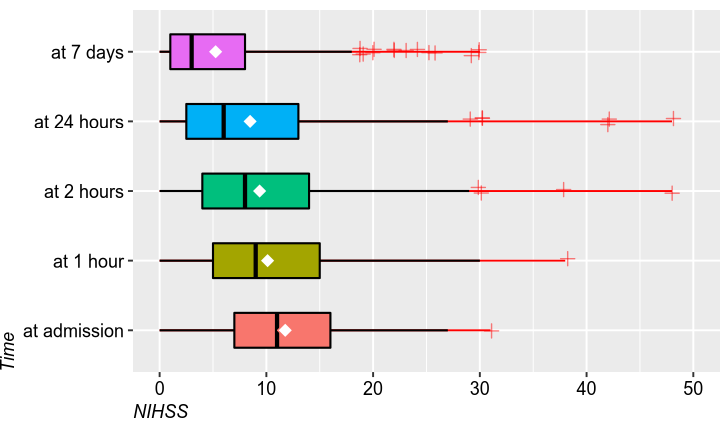 at 7 days
at 24 hours
at 2 hours
at 1 hour
at admission
Time
0 10 20 30 40 50
NIHSS